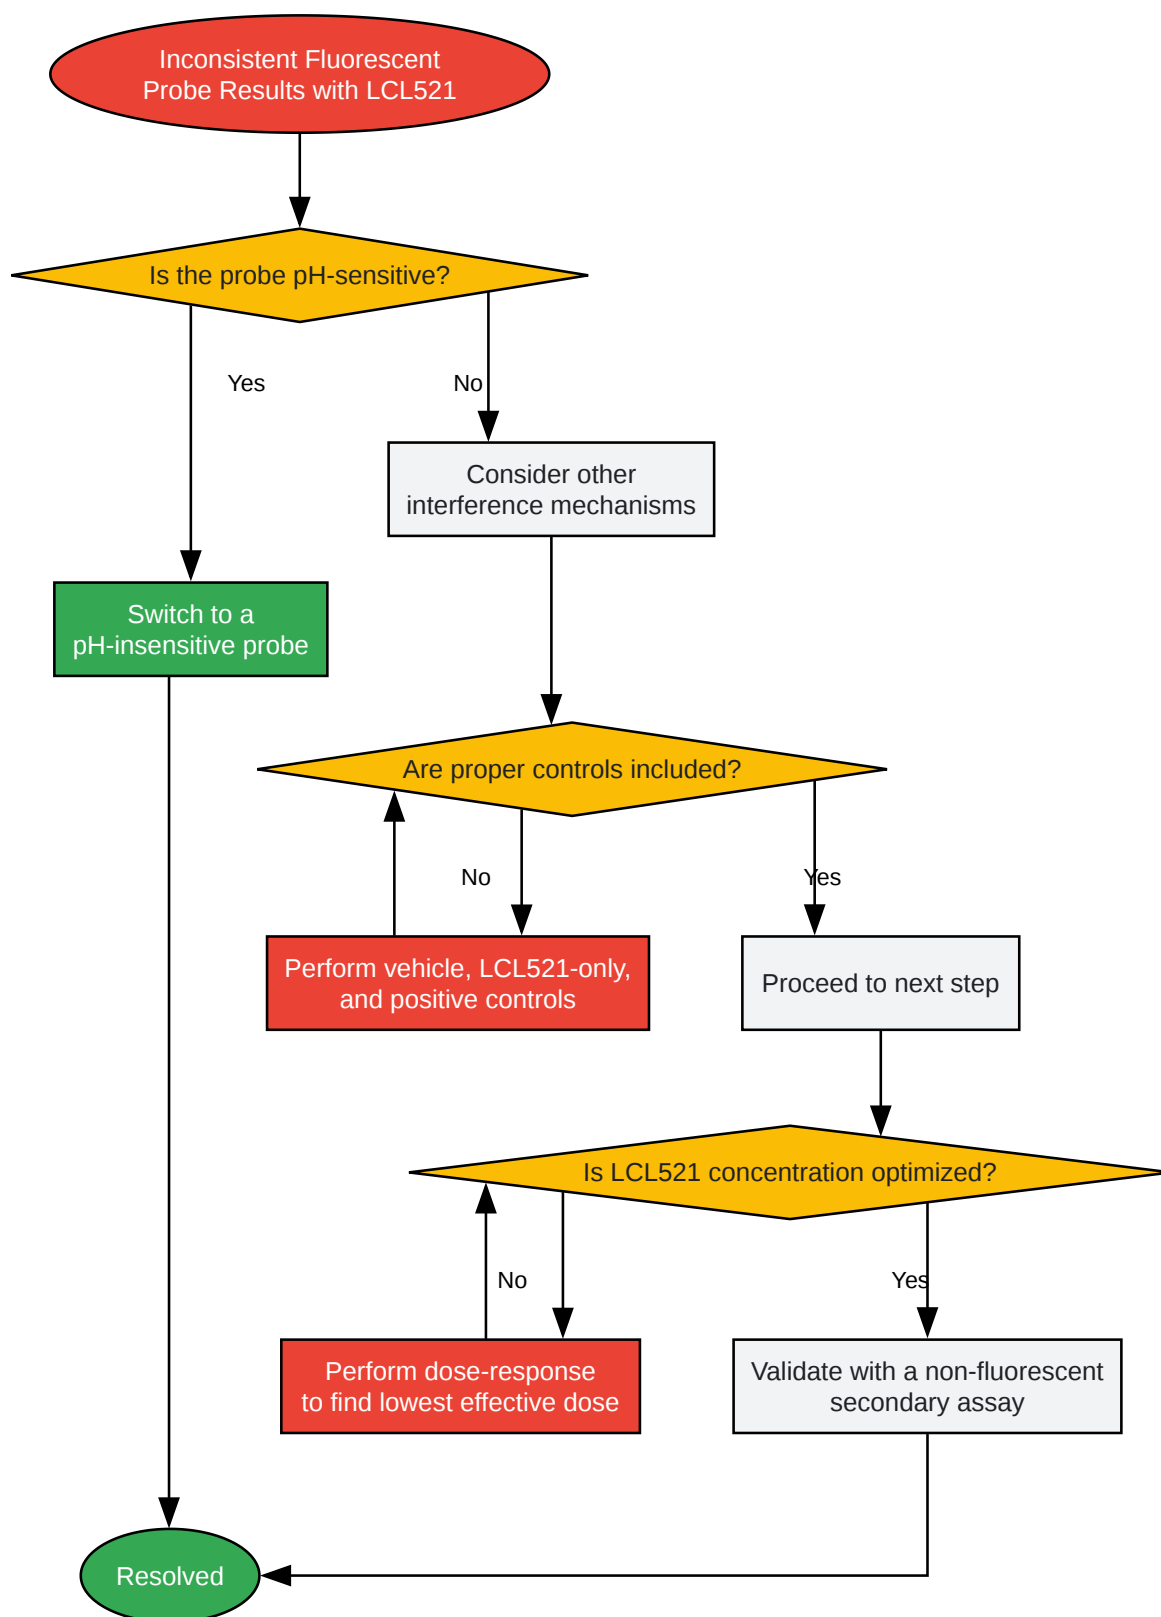 Inconsistent Fluorescent
Probe Results with LCL521
Is the probe pH-sensitive?
Yes
No
Consider other
interference mechanisms
Switch to a
pH-insensitive probe
Are proper controls included?
No
Yes
Perform vehicle, LCL521-only,
and positive controls
Proceed to next step
Is LCL521 concentration optimized?
No
Yes
Perform dose-response
to find lowest effective dose
Validate with a non-fluorescent
secondary assay
Resolved